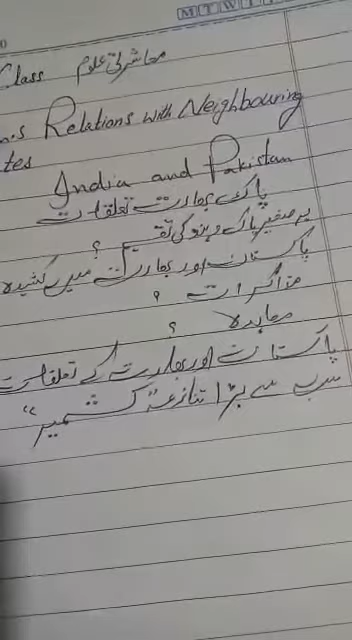 M T W T
Class معاشرتی علوم
n's Relations with Neighbouring
tes
India and Pakistan
پاک بھارت تعلقات
برصغیر پاک و ہند کی تق ؟
پاکستان اور بھارت میں کشیدہ
مذاکرات ؟
معاہدہ ؟
پاکستان اور بھارت کے تعلقات
سب سے بڑا تنازعہ "کشمیر"